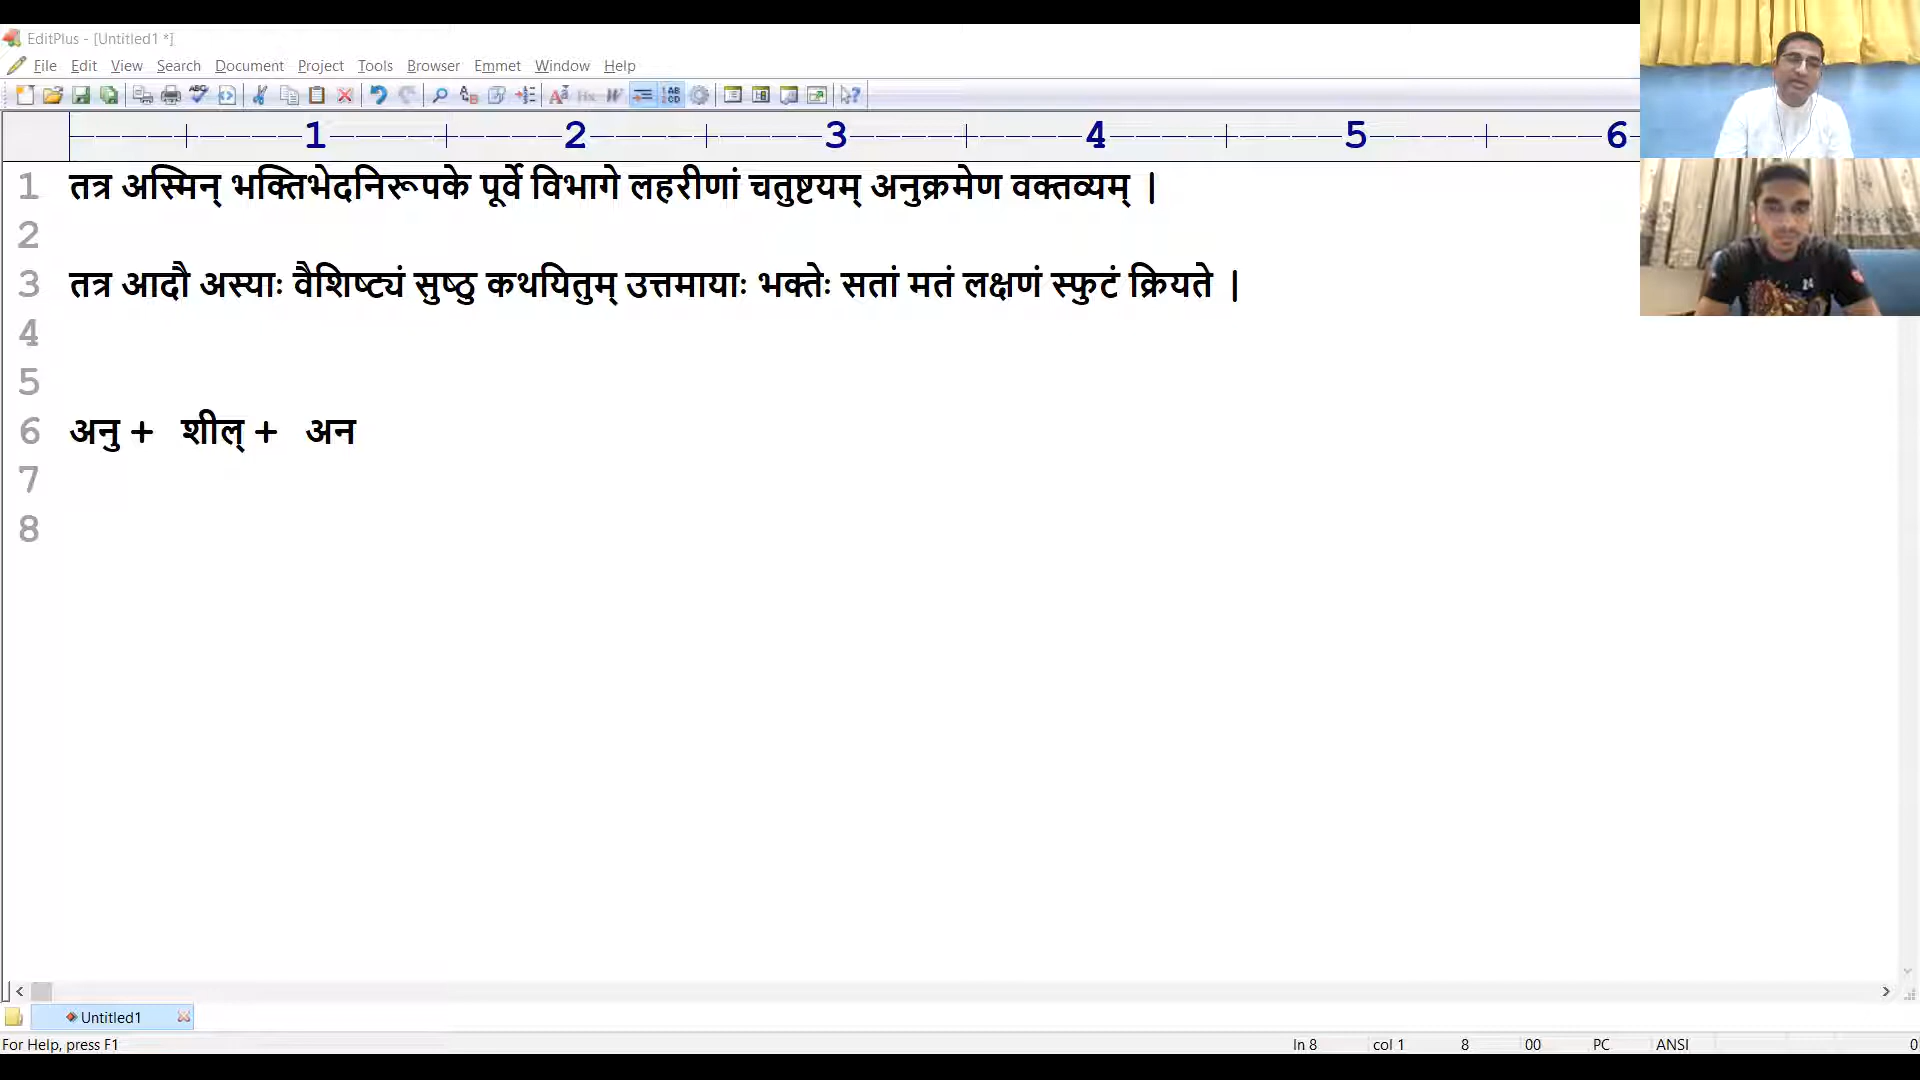 EditPlus - [Untitled1 *]
File Edit View Search Document Project Tools Browser Emmet Window Help
1 2 3 4 5 6
1 तत्र अस्मिन् भक्तिभेदनिरूपके पूर्वे विभागे लहरीणां चतुष्टयम् अनुक्रमेण वक्तव्यम् |
2
3 तत्र आदौ अस्याः वैशिष्ट्यं सुष्ठु कथयितुम् उत्तमायाः भक्तेः सतां मतं लक्षणं स्फुटं क्रियते |
4
5
6 अनु + शील् + अन
7
8
Untitled1
For Help, press F1 ln 8 col 1 8 00 PC ANSI 0